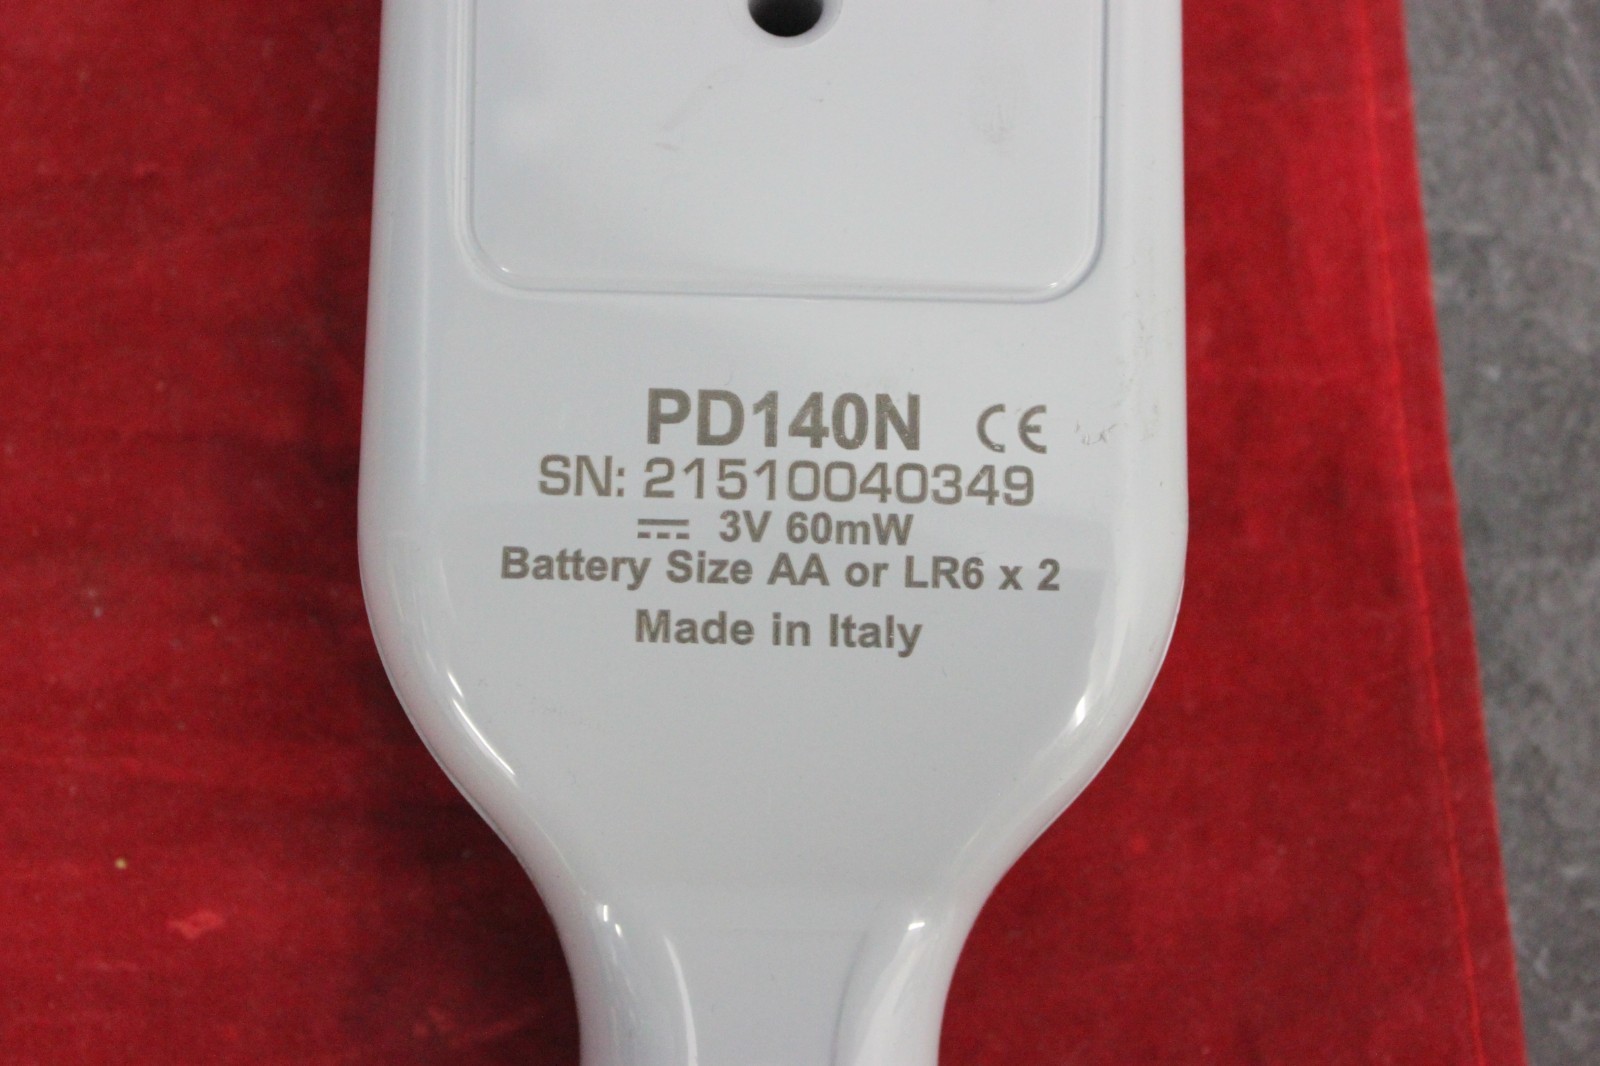 PD140N CE
SN: 21510040349
⎓ 3V 60mW
Battery Size AA or LR6 x 2
Made in Italy